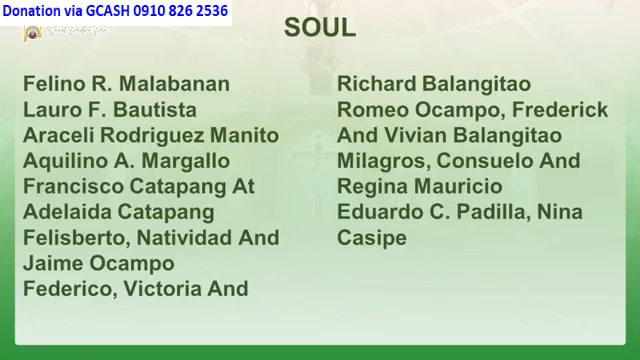 Donation via GCASH 0910 826 2536
SOUL
Felino R. Malabanan
Lauro F. Bautista
Araceli Rodriguez Manito
Aquilino A. Margallo
Francisco Catapang At
Adelaida Catapang
Felisberto, Natividad And
Jaime Ocampo
Federico, Victoria And
Richard Balangitao
Romeo Ocampo, Frederick
And Vivian Balangitao
Milagros, Consuelo And
Regina Mauricio
Eduardo C. Padilla, Nina
Casipe